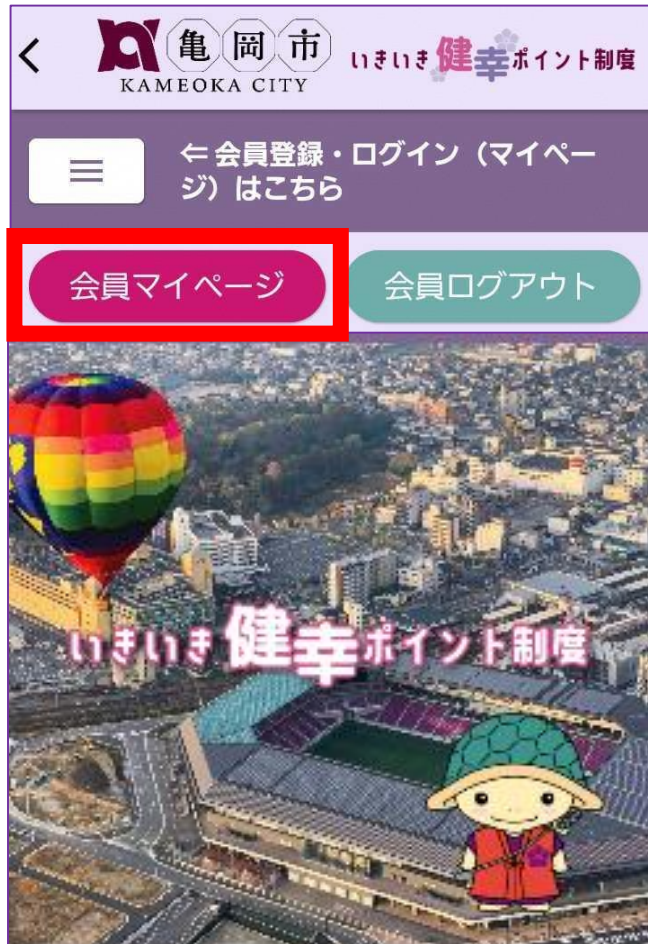 亀岡市
KAMEOKA CITY
いきいき健幸ポイント制度
⇐会員登録・ログイン（マイペー
ジ）はこちら
会員マイページ
会員ログアウト
いきいき健幸ポイント制度